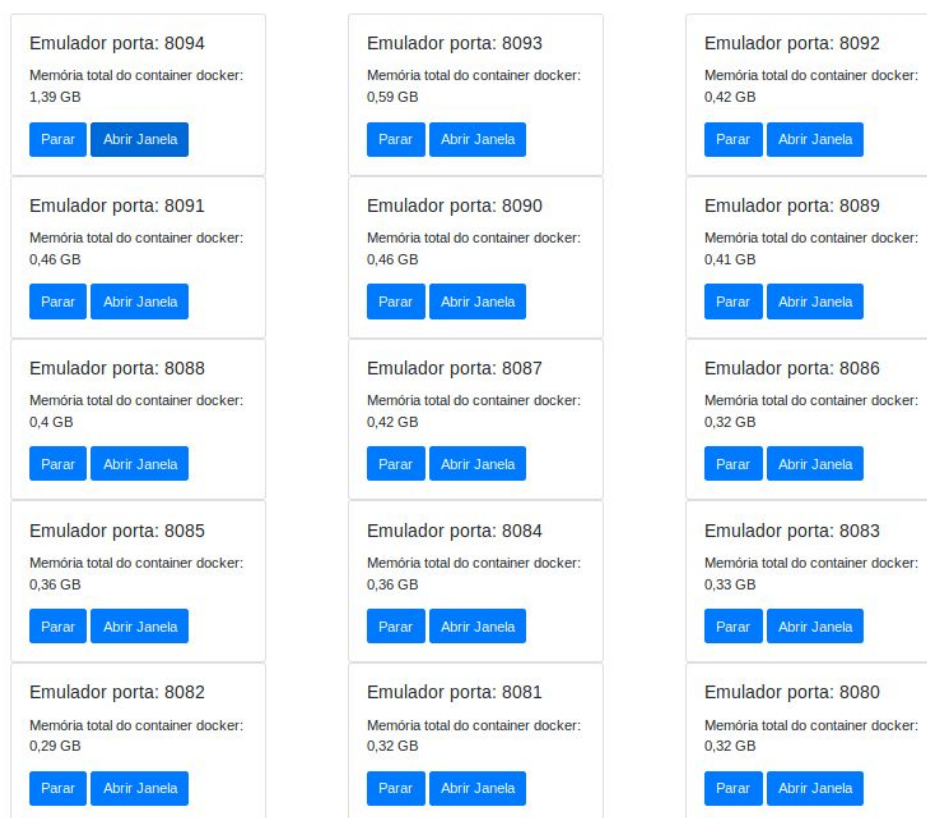 Emulador porta: 8094
Memória total do container docker:
1,39 GB
Parar Abrir Janela
Emulador porta: 8093
Memória total do container docker:
0,59 GB
Parar Abrir Janela
Emulador porta: 8092
Memória total do container docker:
0,42 GB
Parar Abrir Janela
Emulador porta: 8091
Memória total do container docker:
0,46 GB
Parar Abrir Janela
Emulador porta: 8090
Memória total do container docker:
0,46 GB
Parar Abrir Janela
Emulador porta: 8089
Memória total do container docker:
0,41 GB
Parar Abrir Janela
Emulador porta: 8088
Memória total do container docker:
0,4 GB
Parar Abrir Janela
Emulador porta: 8087
Memória total do container docker:
0,42 GB
Parar Abrir Janela
Emulador porta: 8086
Memória total do container docker:
0,32 GB
Parar Abrir Janela
Emulador porta: 8085
Memória total do container docker:
0,36 GB
Parar Abrir Janela
Emulador porta: 8084
Memória total do container docker:
0,36 GB
Parar Abrir Janela
Emulador porta: 8083
Memória total do container docker:
0,33 GB
Parar Abrir Janela
Emulador porta: 8082
Memória total do container docker:
0,29 GB
Parar Abrir Janela
Emulador porta: 8081
Memória total do container docker:
0,32 GB
Parar Abrir Janela
Emulador porta: 8080
Memória total do container docker:
0,32 GB
Parar Abrir Janela